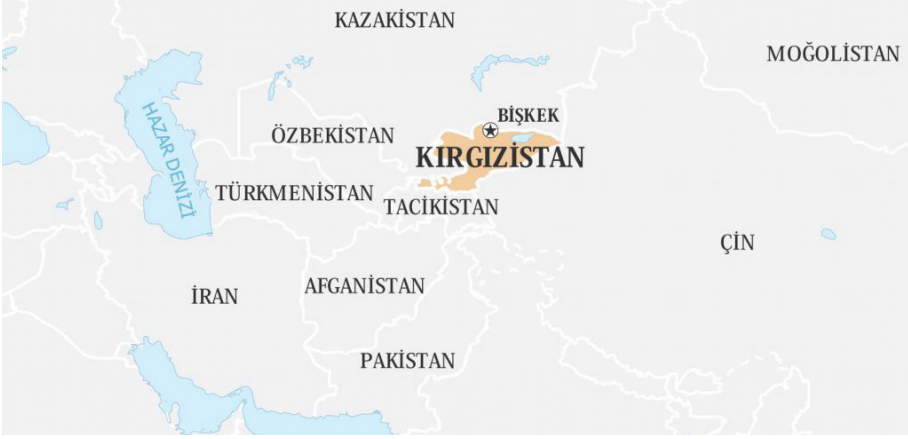 KAZAKİSTAN
MOĞOLİSTAN
BİŞKEK
HAZAR DENİZİ
ÖZBEKİSTAN
KIRGIZİSTAN
TÜRKMENİSTAN
TACİKİSTAN
ÇİN
AFGANİSTAN
İRAN
PAKİSTAN